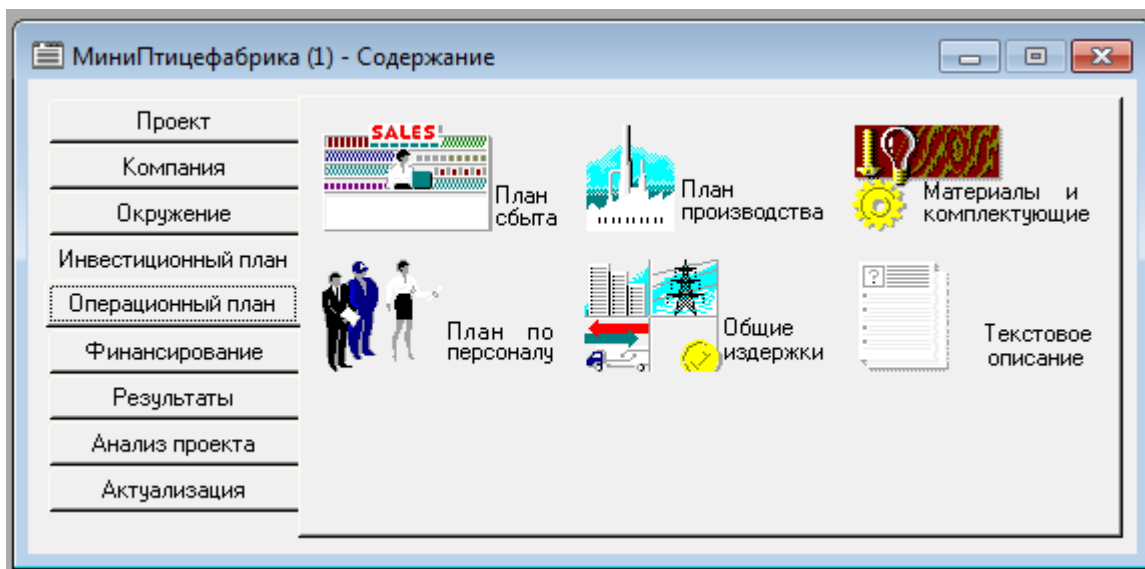 МиниПтицефабрика (1) - Содержание
Проект
Компания
Окружение
Инвестиционный план
Операционный план
Финансирование
Результаты
Анализ проекта
Актуализация
SALES
План
сбыта
План
производства
Материалы и
комплектующие
План по
персоналу
Общие
издержки
?
Текстовое
описание